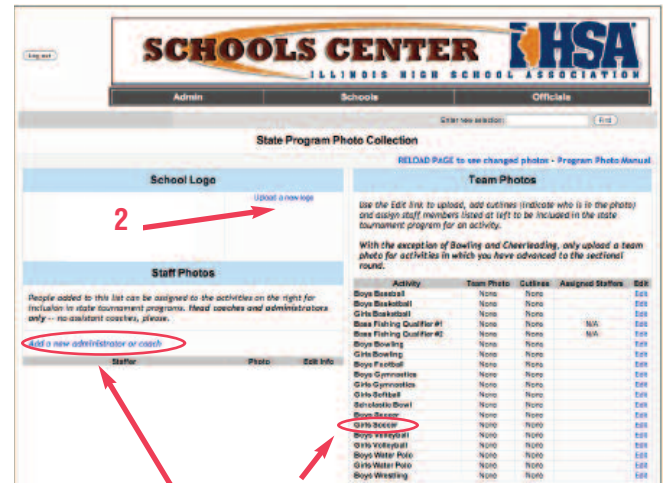 Log out
SCHOOLS CENTER
IHSA
ILLINOIS HIGH SCHOOL ASSOCIATION
Admin Schools Officials
Enter new selection: Find
State Program Photo Collection
RELOAD PAGE to see changed photos - Program Photo Manual
School Logo
Upload a new logo
2
Staff Photos
People added to this list can be assigned to the activities on the right for
inclusion in state tournament programs. Head coaches and administrators
only -- no assistant coaches, please.
Add a new administrator or coach
Staffer Photo Edit Info
Team Photos
Use the Edit link to upload, add cutlines (indicate who is in the photo)
and assign staff members listed at left to be included in the state
tournament program for an activity.
With the exception of Bowling and Cheerleading, only upload a team
photo for activities in which you have advanced to the sectional
round.
Activity Team Photo Cutlines Assigned Staffers Edit
Boys Baseball None None Edit
Boys Basketball None None Edit
Girls Basketball None None Edit
Bass Fishing Qualifier #1 None None N/A Edit
Bass Fishing Qualifier #2 None None N/A Edit
Boys Bowling None None Edit
Girls Bowling None None Edit
Boys Football None None Edit
Boys Gymnastics None None Edit
Girls Gymnastics None None Edit
Girls Softball None None Edit
Scholastic Bowl None None Edit
Boys Soccer None None Edit
Girls Soccer None None Edit
Boys Volleyball None None Edit
Girls Volleyball None None Edit
Boys Water Polo None None Edit
Girls Water Polo None None Edit
Boys Wrestling None None Edit